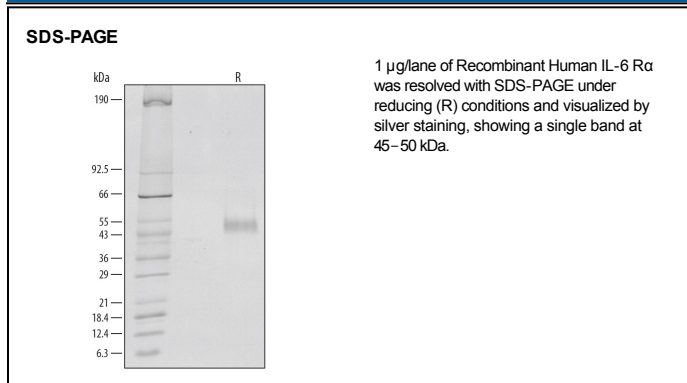 SDS-PAGE
kDa R
190
92.5
66
55
43
36
29
21
18.4
12.4
6.3
1 μg/lane of Recombinant Human IL-6 Rα
was resolved with SDS-PAGE under
reducing (R) conditions and visualized by
silver staining, showing a single band at
45–50 kDa.